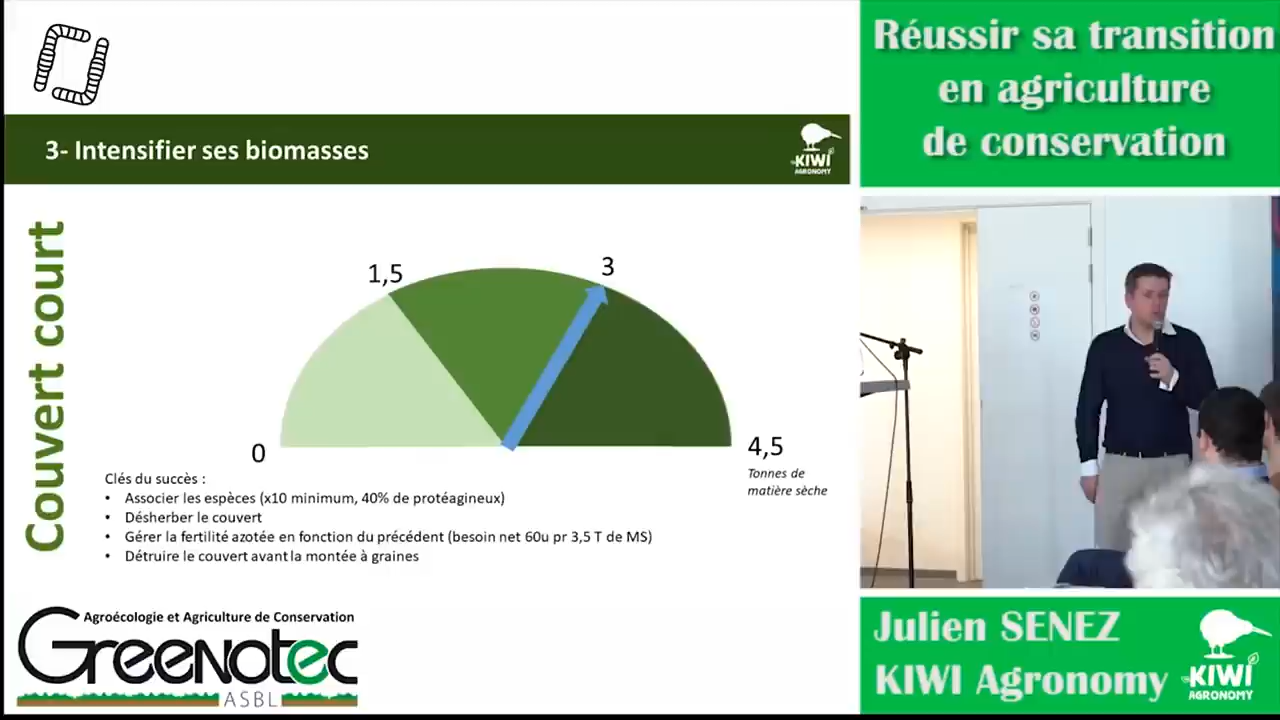 3- Intensifier ses biomasses
KIWI
AGRONOMY
Couvert court
1,5
3
0
4,5
Tonnes de
matière sèche
Clés du succès :
• Associer les espèces (x10 minimum, 40% de protéagineux)
• Désherber le couvert
• Gérer la fertilité azotée en fonction du précédent (besoin net 60u pr 3,5 T de MS)
• Détruire le couvert avant la montée à graines
Agroécologie et Agriculture de Conservation
Greenotec
ASBL
Réussir sa transition
en agriculture
de conservation
Julien SENEZ
KIWI Agronomy
KIWI
AGRONOMY